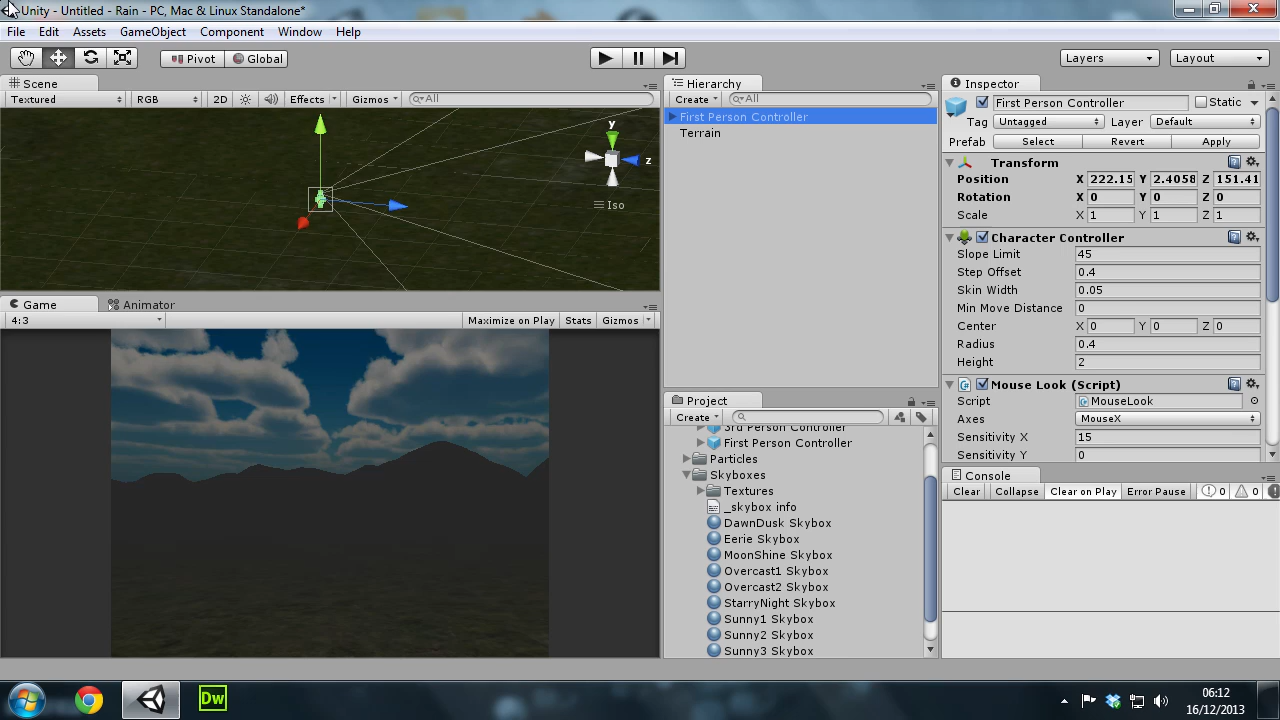 Unity - Untitled - Rain - PC, Mac & Linux Standalone*
File Edit Assets GameObject Component Window Help
Pivot Global Layers Layout
Scene
Textured RGB 2D Effects Gizmos All
y
z
Iso
Game Animator
4:3 Maximize on Play Stats Gizmos
Hierarchy
Create All
First Person Controller
Terrain
Project
Create
3rd Person Controller
First Person Controller
Particles
Skyboxes
Textures
_skybox info
DawnDusk Skybox
Eerie Skybox
MoonShine Skybox
Overcast1 Skybox
Overcast2 Skybox
StarryNight Skybox
Sunny1 Skybox
Sunny2 Skybox
Sunny3 Skybox
Inspector
First Person Controller Static
Tag Untagged Layer Default
Prefab Select Revert Apply
Transform
Position X 222.15 Y 2.4058 Z 151.41
Rotation X 0 Y 0 Z 0
Scale X 1 Y 1 Z 1
Character Controller
Slope Limit 45
Step Offset 0.4
Skin Width 0.05
Min Move Distance 0
Center X 0 Y 0 Z 0
Radius 0.4
Height 2
Mouse Look (Script)
Script MouseLook
Axes MouseX
Sensitivity X 15
Sensitivity Y 0
Console
Clear Collapse Clear on Play Error Pause 0 0
Dw
06:12
16/12/2013